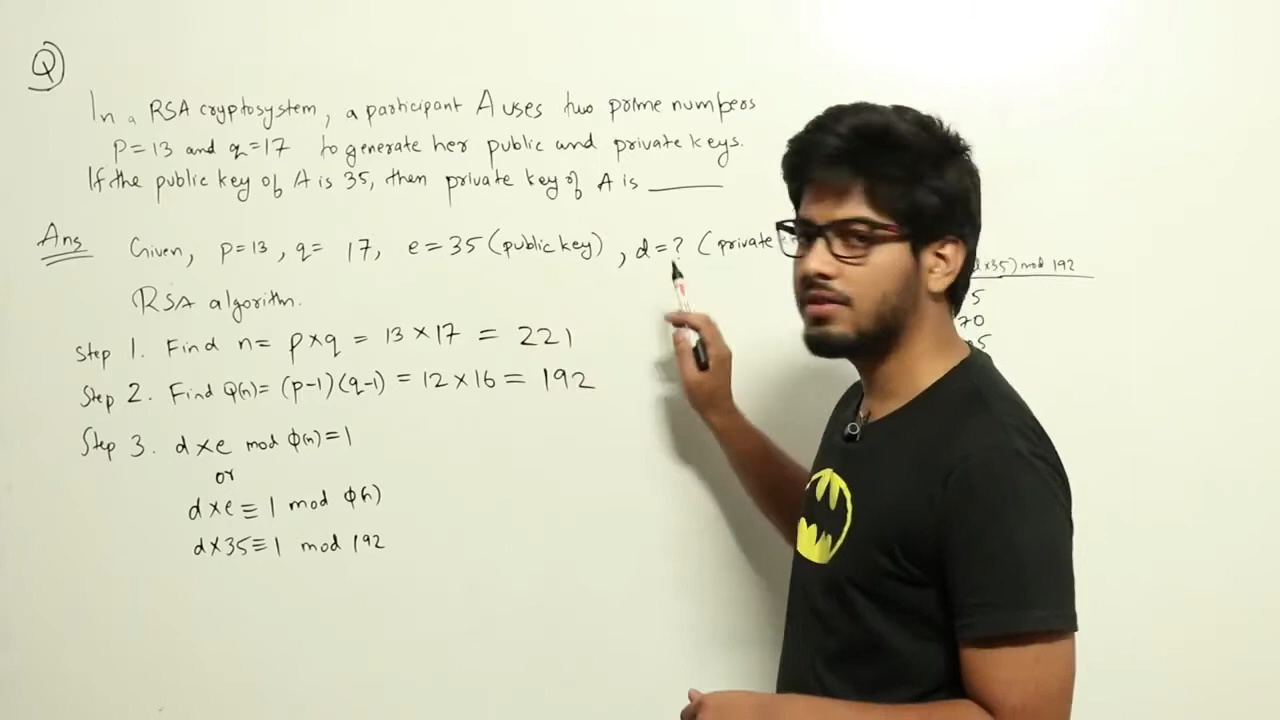 Q
In a RSA cryptosystem, a participant A uses two prime numbers
P=13 and q=17 to generate her public and private keys.
If the public key of A is 35, then private key of A is ______
Ans Given, p=13, q= 17, e=35 (public key), d=? (private
RSA algorithm.
Step 1. Find n= p×q = 13×17 = 221
Step 2. Find Q(n)= (p-1)(q-1) = 12×16 = 192
Step 3. d×e mod ϕ(n)=1
or
d×e ≡ 1 mod ϕ(n)
d×35≡1 mod 192
×35) mod 192
5
70